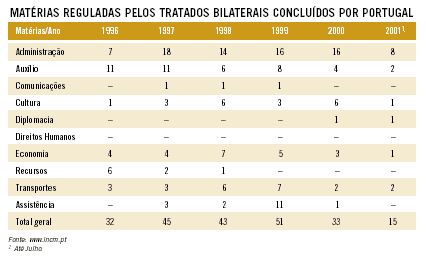 MATÉRIAS REGULADAS PELOS TRATADOS BILATERAIS CONCLUÍDOS POR PORTUGAL
Matérias/Ano 1996 1997 1998 1999 2000 2001¹
Administração 7 18 14 16 16 8
Auxílio 11 11 6 8 4 2
Comunicações – 1 1 1 – –
Cultura 1 3 6 3 6 1
Diplomacia – – – – 1 1
Direitos Humanos – – – – – –
Economia 4 4 7 5 3 1
Recursos 6 2 1 – – –
Transportes 3 3 6 7 2 2
Assistência – 3 2 11 1 –
Total geral 32 45 43 51 33 15
Fonte: www.incm.pt
¹ Até Julho